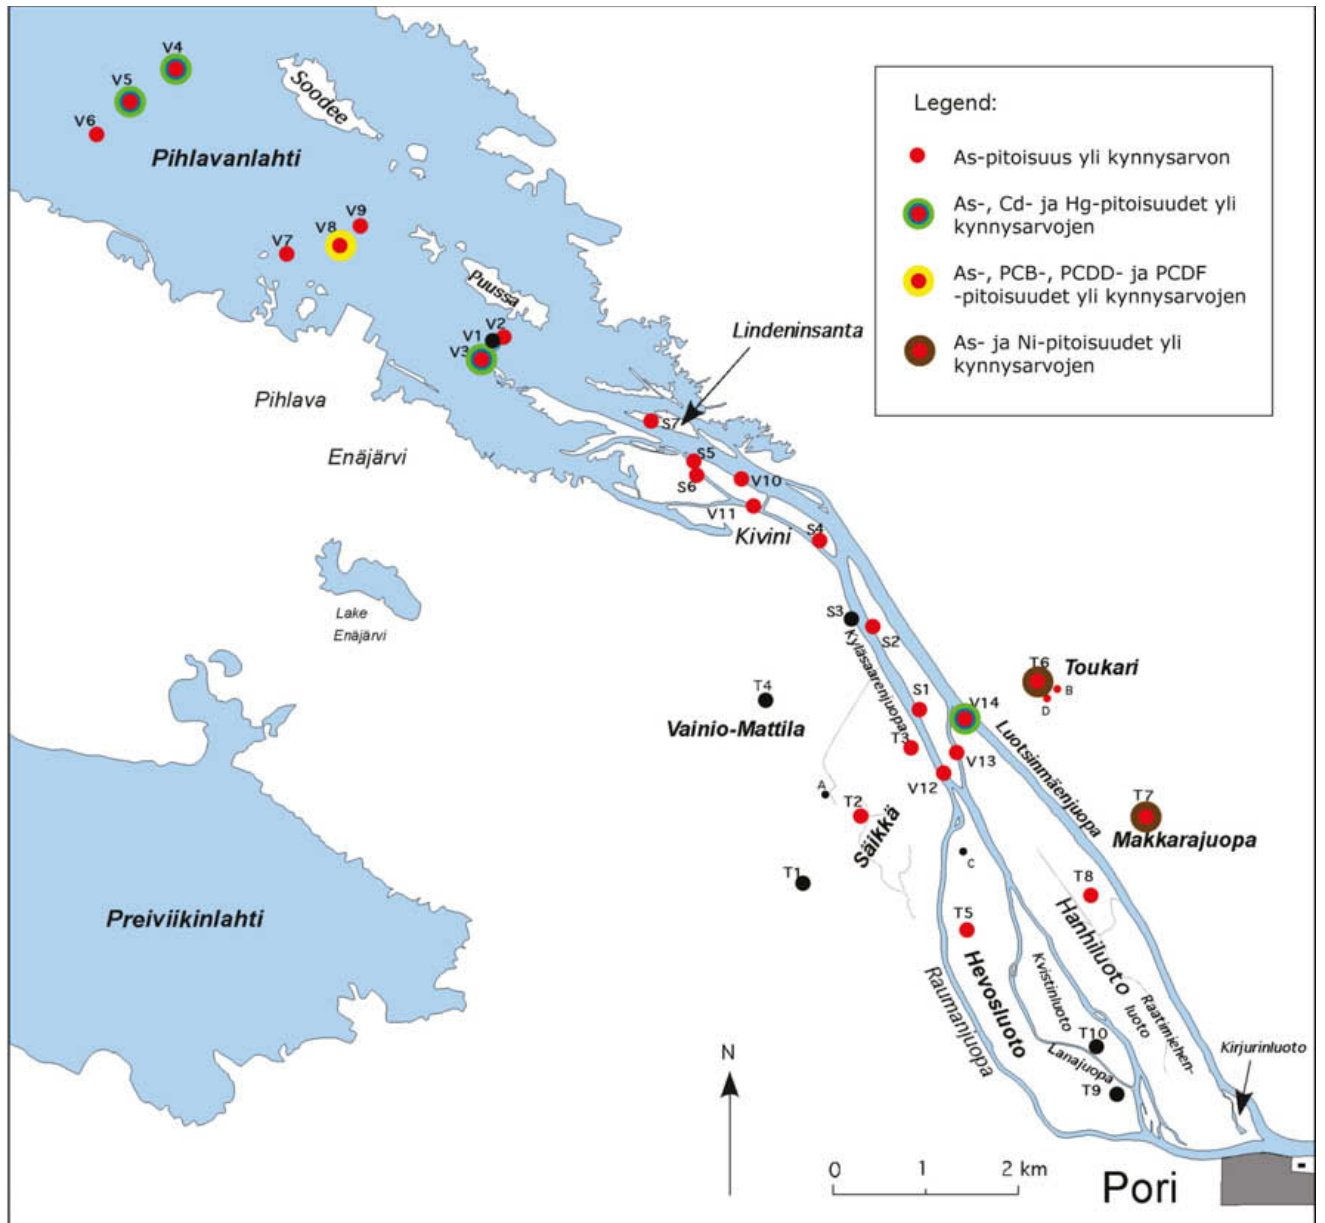 V4
V5
V6
Soodee
Pihlavanlahti
V9
V8
V7
Puussa
V2
V1
V3
Pihlava
Enäjärvi
Lindeninsanta
S7
S5
S6
V10
V11
Kivini
S4
Lake
Enäjärvi
S3
S2
Kyläsaarenjuopa
T4
Vainio-Mattila
S1
T3
V14
V13
V12
T6
Toukari
B
D
Luotsinmäenjuopa
T7
Makkarajuopa
A
T2
Säikkä
C
T1
T8
Hanhiluoto
T5
Hevosluoto
Raumanjuopa
Kvistinluoto
Raatimiehen-
luoto
T10
Lanajuopa
T9
Kirjurinluoto
Preiviikinlahti
N
0 1 2 km
Pori
Legend:
As-pitoisuus yli kynnysarvon
As-, Cd- ja Hg-pitoisuudet yli
kynnysarvojen
As-, PCB-, PCDD- ja PCDF
-pitoisuudet yli kynnysarvojen
As- ja Ni-pitoisuudet yli
kynnysarvojen